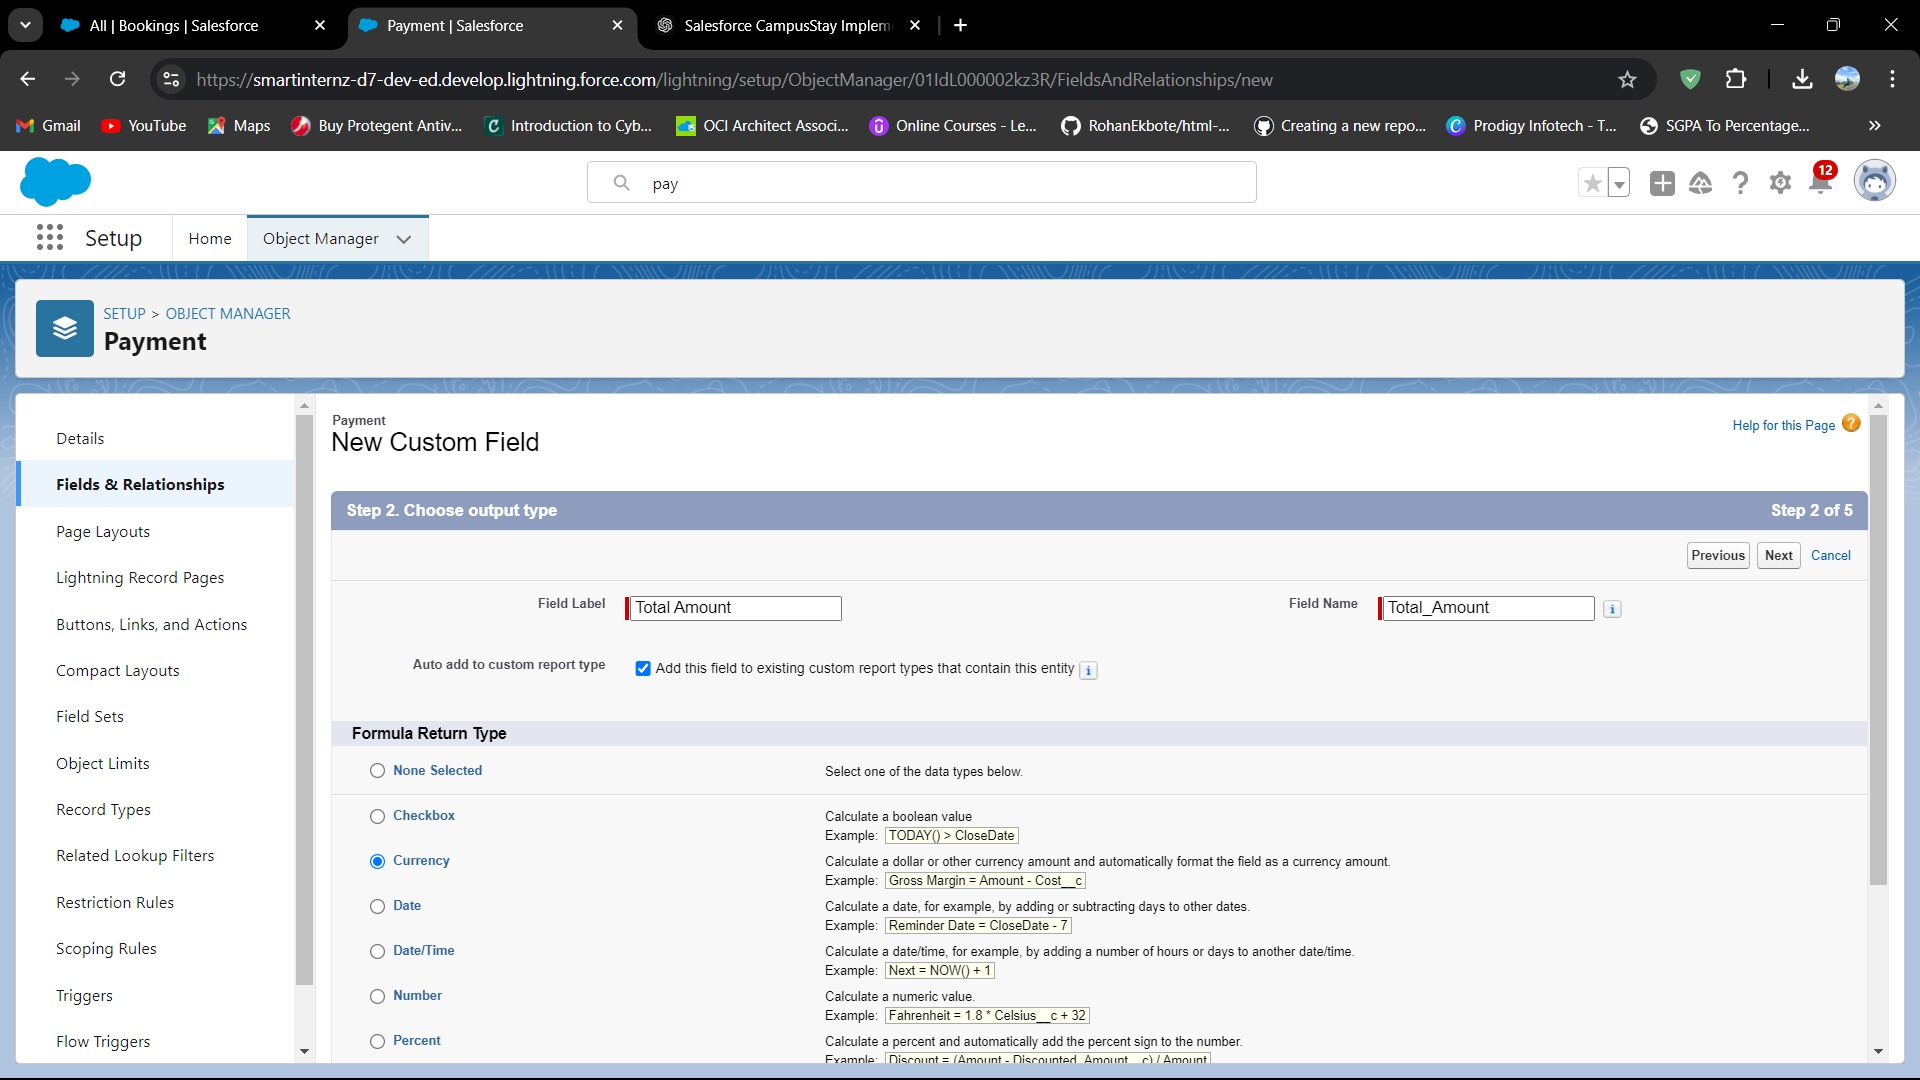 All | Bookings | Salesforce
Payment | Salesforce
Salesforce CampusStay Implem
https://smartinternz-d7-dev-ed.develop.lightning.force.com/lightning/setup/ObjectManager/01IdL000002kz3R/FieldsAndRelationships/new
Gmail
YouTube
Maps
Buy Protegent Antiv...
Introduction to Cyb...
OCI Architect Associ...
Online Courses - Le...
RohanEkbote/html-...
Creating a new repo...
Prodigy Infotech - T...
SGPA To Percentage...
pay
12
Setup
Home
Object Manager
SETUP > OBJECT MANAGER
Payment
Details
Fields & Relationships
Page Layouts
Lightning Record Pages
Buttons, Links, and Actions
Compact Layouts
Field Sets
Object Limits
Record Types
Related Lookup Filters
Restriction Rules
Scoping Rules
Triggers
Flow Triggers
Payment
New Custom Field
Help for this Page
Step 2. Choose output type
Step 2 of 5
Previous
Next
Cancel
Field Label
Total Amount
Field Name
Total_Amount
Auto add to custom report type
Add this field to existing custom report types that contain this entity
Formula Return Type
None Selected
Select one of the data types below.
Checkbox
Calculate a boolean value
Example: TODAY() > CloseDate
Currency
Calculate a dollar or other currency amount and automatically format the field as a currency amount.
Example: Gross Margin = Amount - Cost__c
Date
Calculate a date, for example, by adding or subtracting days to other dates.
Example: Reminder Date = CloseDate - 7
Date/Time
Calculate a date/time, for example, by adding a number of hours or days to another date/time.
Example: Next = NOW() + 1
Number
Calculate a numeric value.
Example: Fahrenheit = 1.8 * Celsius__c + 32
Percent
Calculate a percent and automatically add the percent sign to the number.
Example: Discount = (Amount - Discounted_Amount__c) / Amount